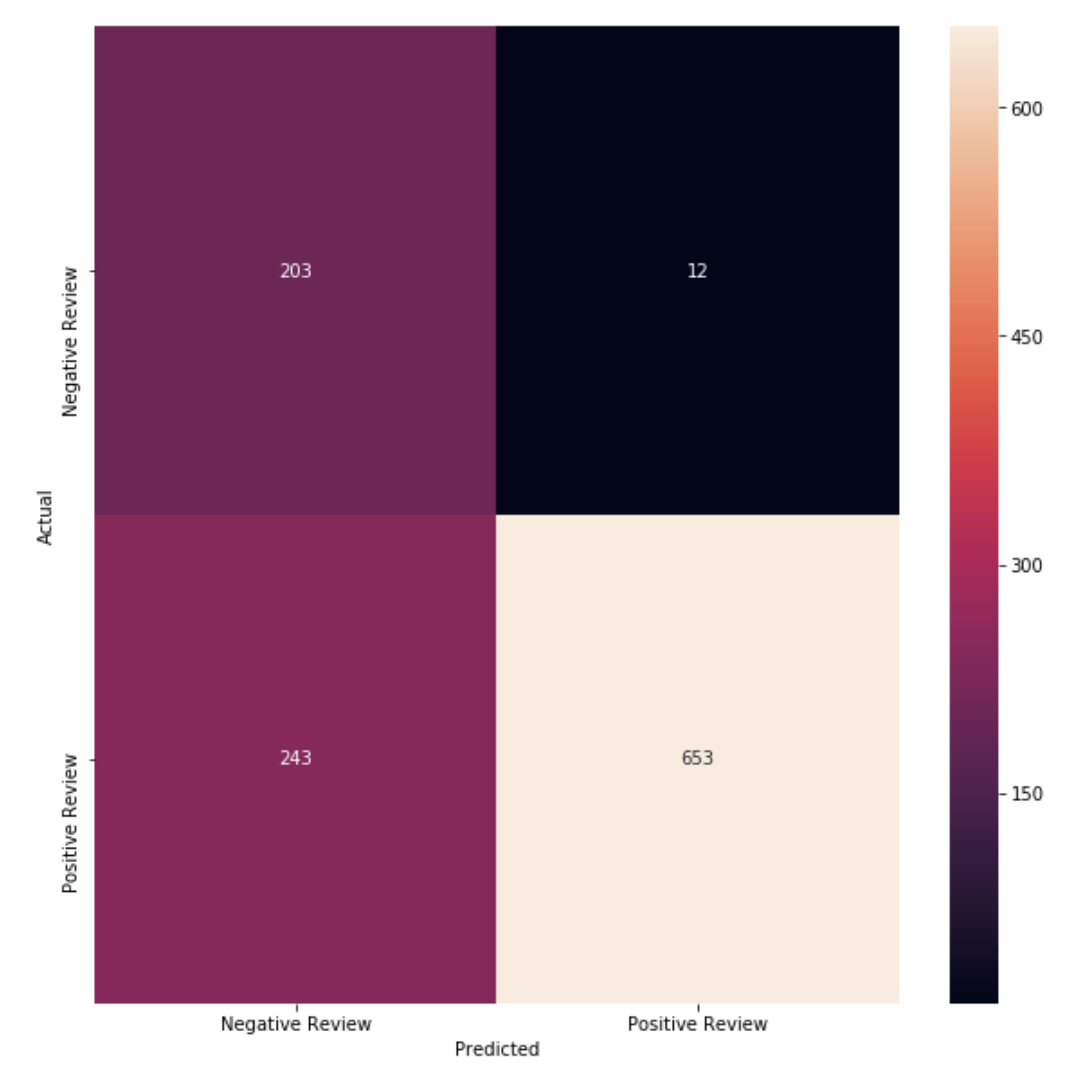 Actual
Negative Review
Positive Review
203
12
243
653
Negative Review
Positive Review
Predicted
600
450
300
150